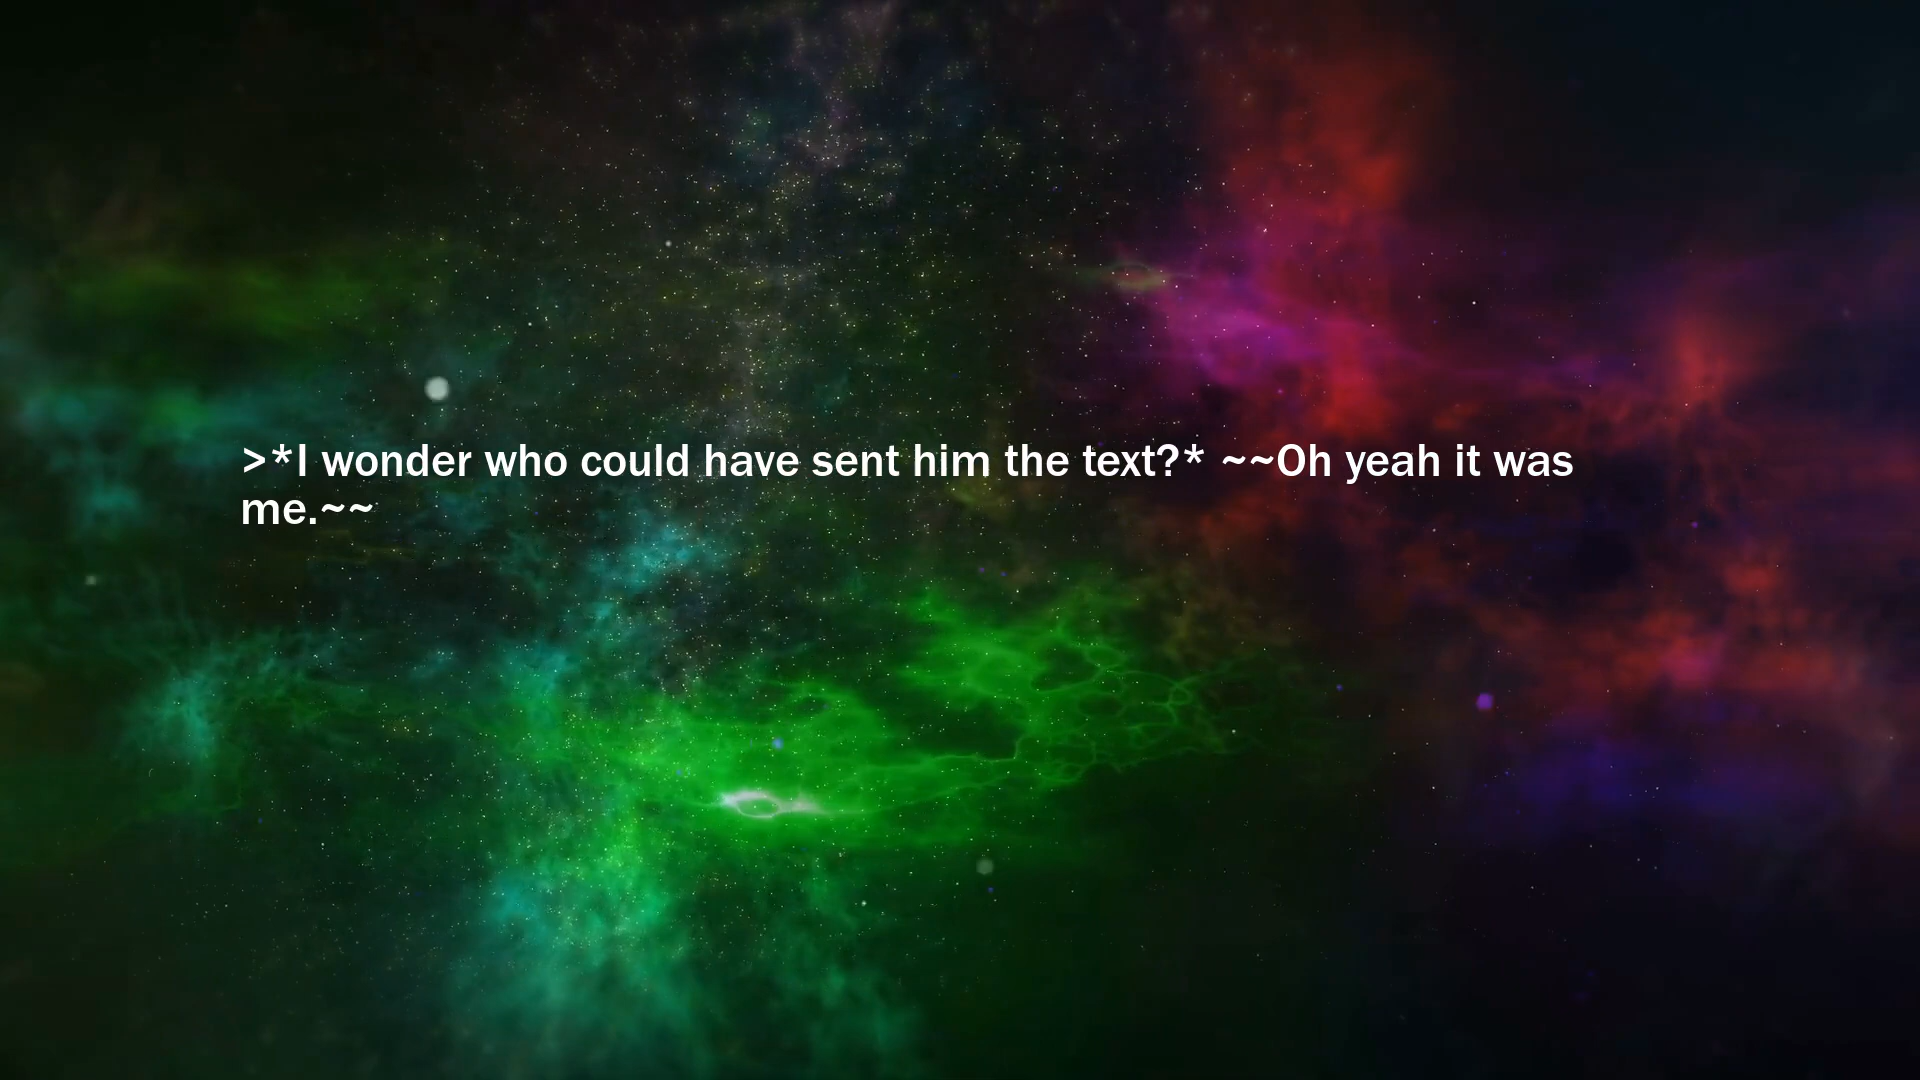 >*I wonder who could have sent him the text?* ~~Oh yeah it was
me.~~